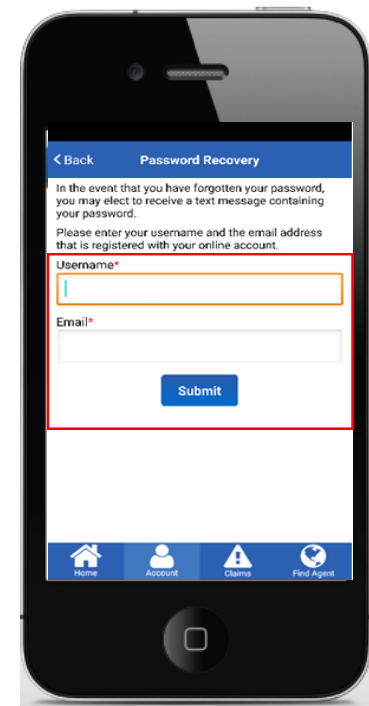 Back
Password Recovery
In the event that you have forgotten your password,
you may elect to receive a text message containing
your password.
Please enter your username and the email address
that is registered with your online account.
Username*
Email*
Submit
Home
Account
Claims
Find Agent